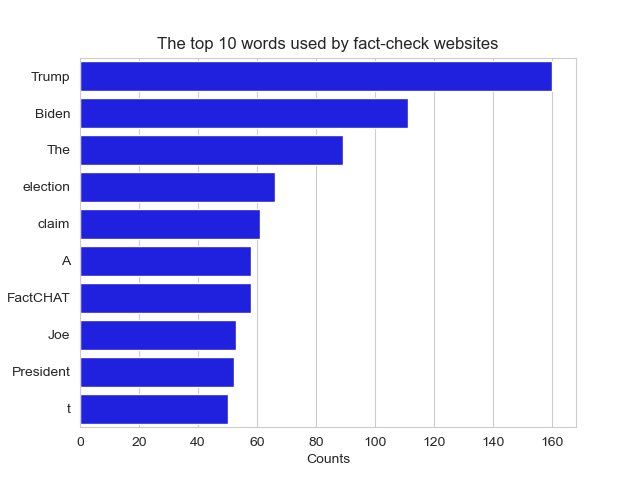 The top 10 words used by fact-check websites
Trump
Biden
The
election
claim
A
FactCHAT
Joe
President
t
0 20 40 60 80 100 120 140 160
Counts